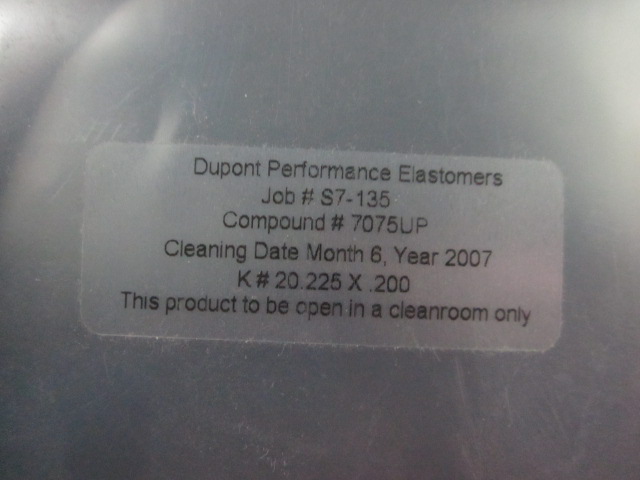 Dupont Performance Elastomers
Job # S7-135
Compound # 7075UP
Cleaning Date Month 6, Year 2007
K # 20.225 X .200
This product to be open in a cleanroom only